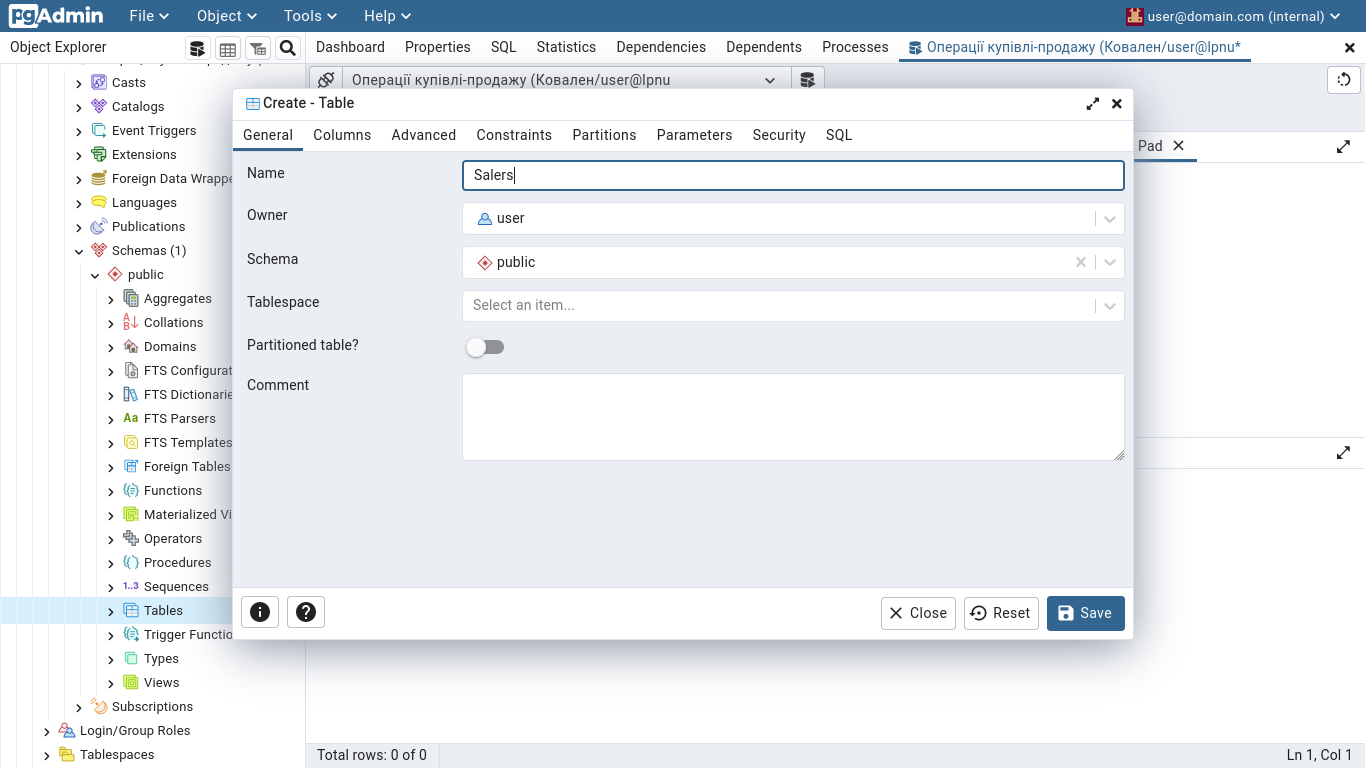 pgAdmin File Object Tools Help user@domain.com (internal)
Object Explorer Dashboard Properties SQL Statistics Dependencies Dependents Processes Операції купівлі-продажу (Ковален/user@lpnu*
Операції купівлі-продажу (Ковален/user@lpnu
Casts
Catalogs
Event Triggers
Extensions
Foreign Data Wrappe
Languages
Publications
Schemas (1)
public
Aggregates
Collations
Domains
FTS Configurat
FTS Dictionarie
FTS Parsers
FTS Templates
Foreign Tables
Functions
Materialized Vi
Operators
Procedures
Sequences
Tables
Trigger Functio
Types
Views
Subscriptions
Login/Group Roles
Tablespaces
Create - Table
General Columns Advanced Constraints Partitions Parameters Security SQL
Name Salers
Owner user
Schema public
Tablespace Select an item...
Partitioned table?
Comment
Close Reset Save
Pad
Total rows: 0 of 0 Ln 1, Col 1